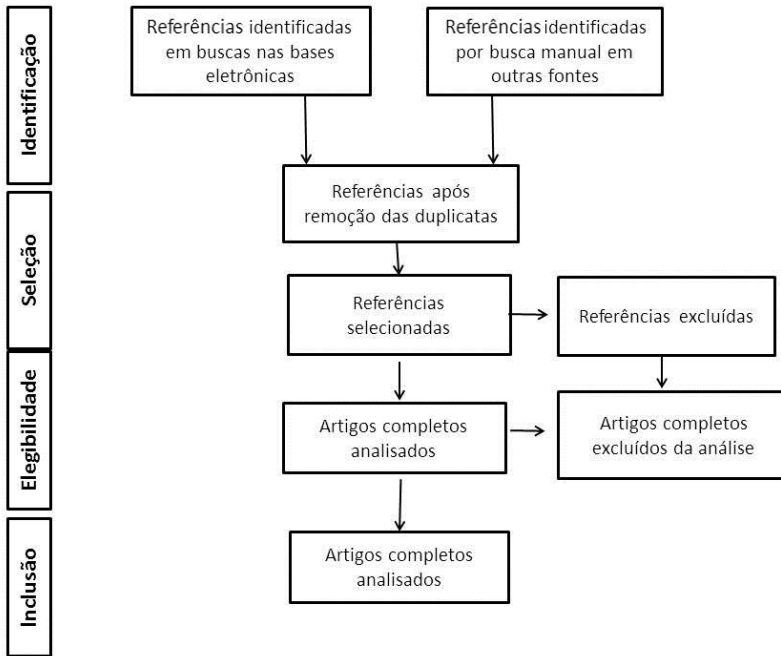 Identificação
Referências identificadas
em buscas nas bases
eletrônicas
Referências identificadas
por busca manual em
outras fontes
Seleção
Referências após
remoção das duplicatas
Referências
selecionadas
Referências excluídas
Elegibilidade
Artigos completos
analisados
Artigos completos
excluídos da análise
Inclusão
Artigos completos
analisados